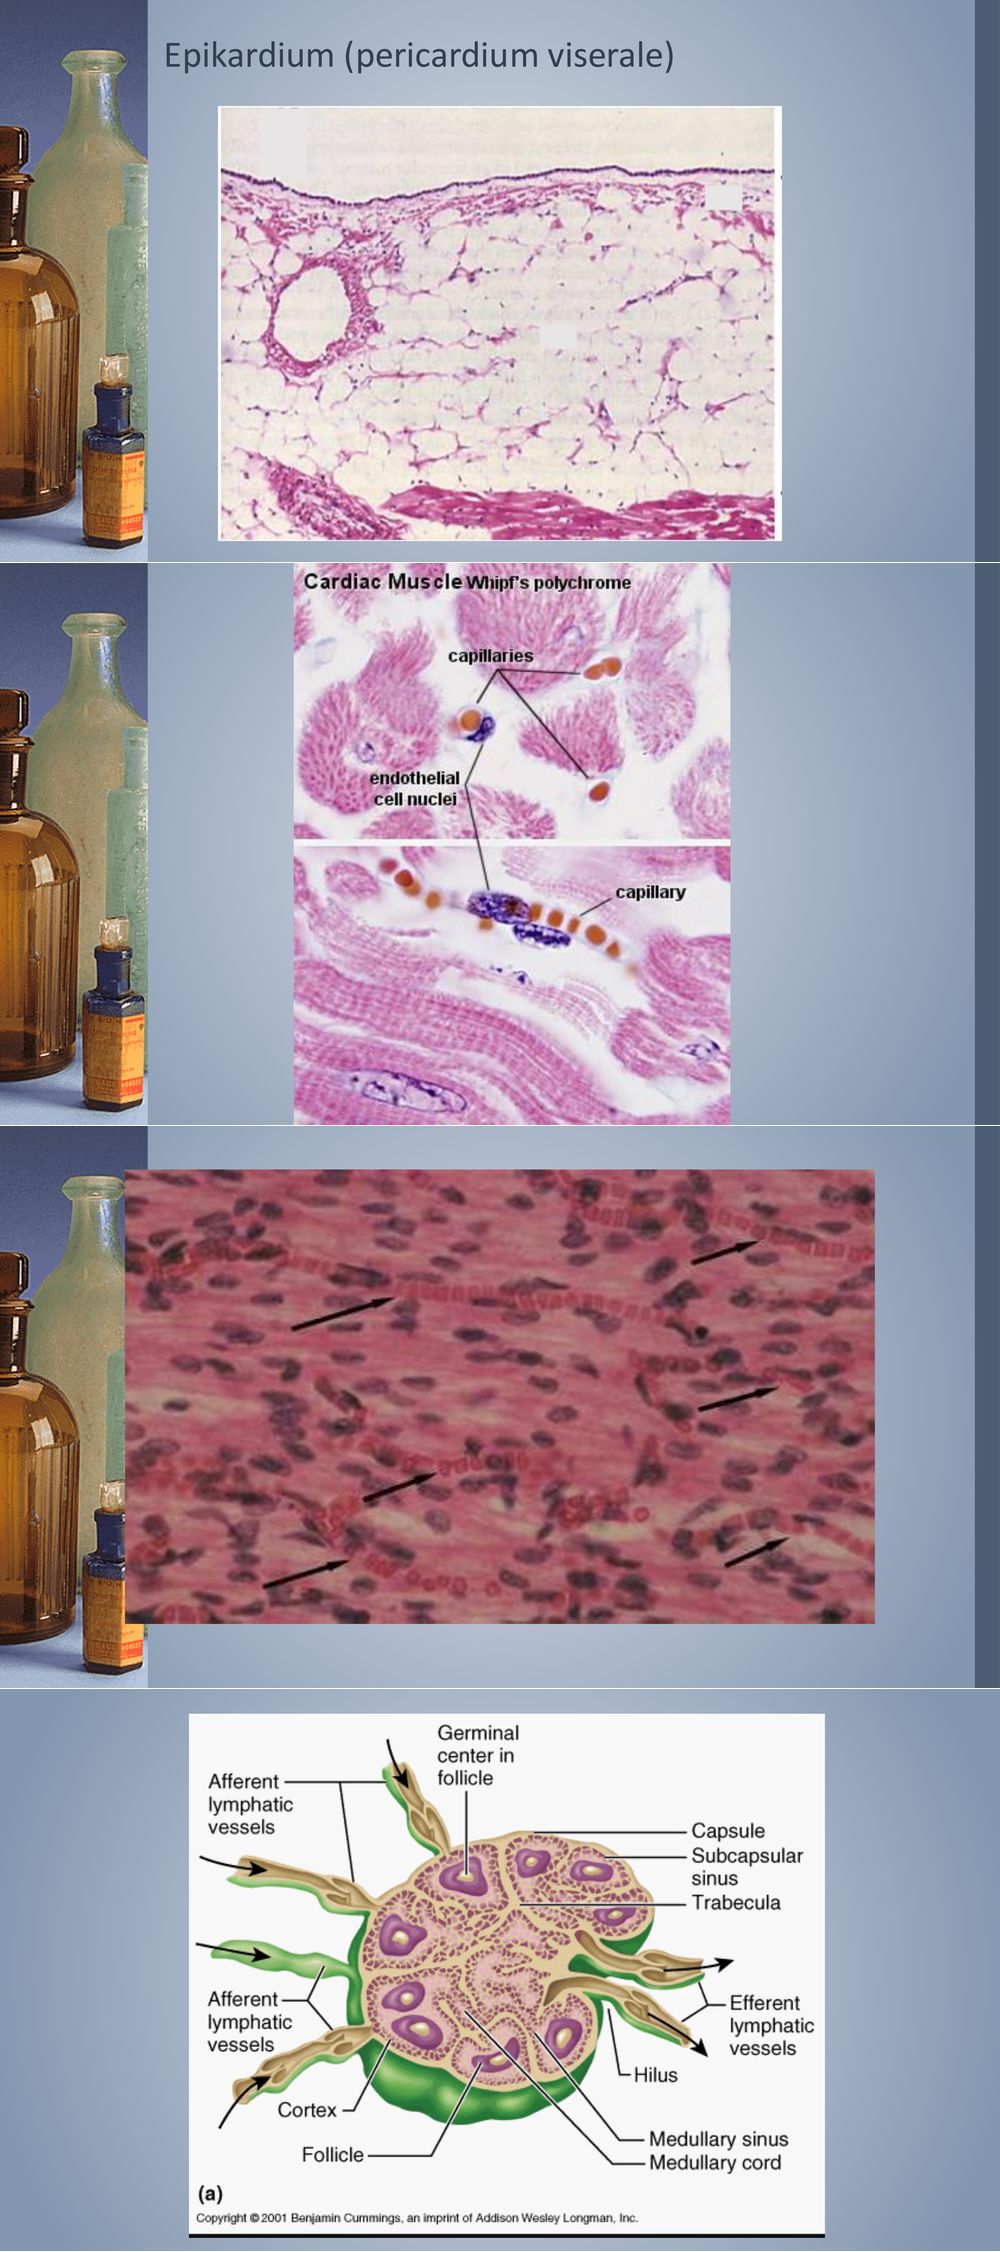 Epikardium (pericardium viserale)
Cardiac Muscle Whipf's polychrome
capillaries
endothelial
cell nuclei
capillary
Germinal
center in
follicle
Afferent
lymphatic
vessels
Capsule
Subcapsular
sinus
Trabecula
Afferent
lymphatic
vessels
Efferent
lymphatic
vessels
Hilus
Cortex
Follicle
Medullary sinus
Medullary cord
(a)
Copyright © 2001 Benjamin Cummings, an imprint of Addison Wesley Longman, Inc.